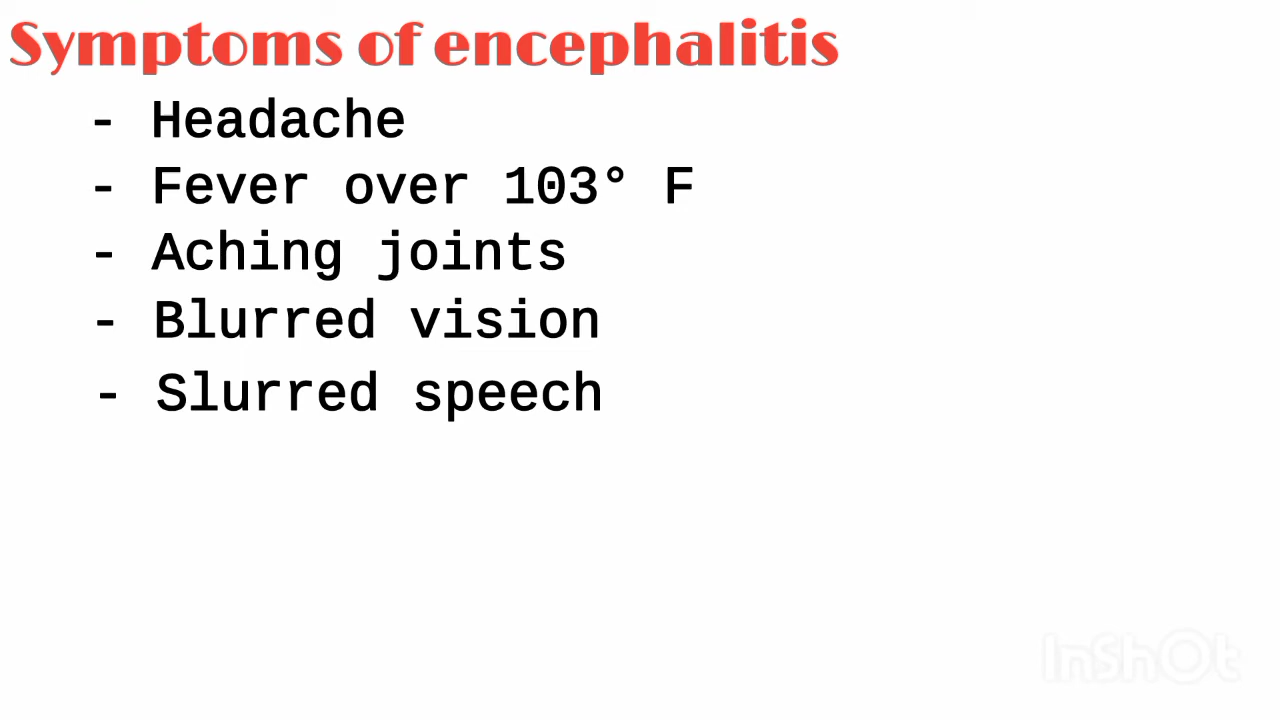 Symptoms of encephalitis
- Headache
- Fever over 103° F
- Aching joints
- Blurred vision
- Slurred speech
InShOt